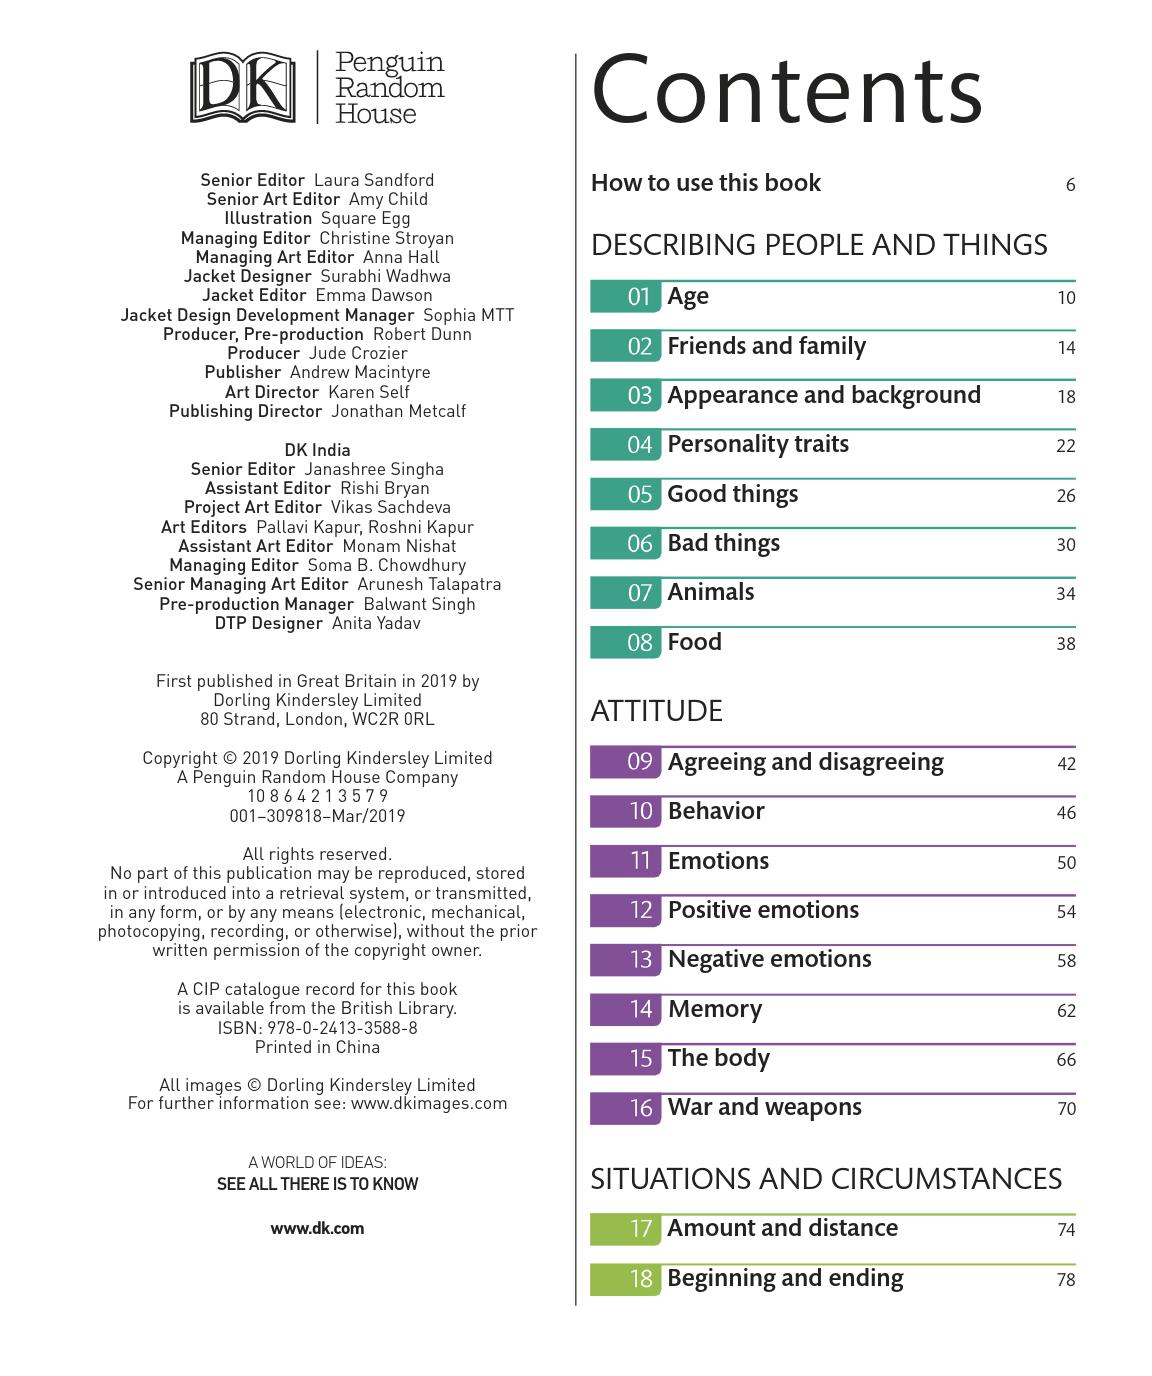 DK
Penguin
Random
House
Senior Editor Laura Sandford
Senior Art Editor Amy Child
Illustration Square Egg
Managing Editor Christine Stroyan
Managing Art Editor Anna Hall
Jacket Designer Surabhi Wadhwa
Jacket Editor Emma Dawson
Jacket Design Development Manager Sophia MTT
Producer, Pre-production Robert Dunn
Producer Jude Crozier
Publisher Andrew Macintyre
Art Director Karen Self
Publishing Director Jonathan Metcalf
DK India
Senior Editor Janashree Singha
Assistant Editor Rishi Bryan
Project Art Editor Vikas Sachdeva
Art Editors Pallavi Kapur, Roshni Kapur
Assistant Art Editor Monam Nishat
Managing Editor Soma B. Chowdhury
Senior Managing Art Editor Arunesh Talapatra
Pre-production Manager Balwant Singh
DTP Designer Anita Yadav
First published in Great Britain in 2019 by
Dorling Kindersley Limited
80 Strand, London, WC2R 0RL
Copyright © 2019 Dorling Kindersley Limited
A Penguin Random House Company
10 8 6 4 2 1 3 5 7 9
001–309818–Mar/2019
All rights reserved.
No part of this publication may be reproduced, stored
in or introduced into a retrieval system, or transmitted,
in any form, or by any means (electronic, mechanical,
photocopying, recording, or otherwise), without the prior
written permission of the copyright owner.
A CIP catalogue record for this book
is available from the British Library.
ISBN: 978-0-2413-3588-8
Printed in China
All images © Dorling Kindersley Limited
For further information see: www.dkimages.com
A WORLD OF IDEAS:
SEE ALL THERE IS TO KNOW
www.dk.com
Contents
How to use this book 6
DESCRIBING PEOPLE AND THINGS
01 Age 10
02 Friends and family 14
03 Appearance and background 18
04 Personality traits 22
05 Good things 26
06 Bad things 30
07 Animals 34
08 Food 38
ATTITUDE
09 Agreeing and disagreeing 42
10 Behavior 46
11 Emotions 50
12 Positive emotions 54
13 Negative emotions 58
14 Memory 62
15 The body 66
16 War and weapons 70
SITUATIONS AND CIRCUMSTANCES
17 Amount and distance 74
18 Beginning and ending 78